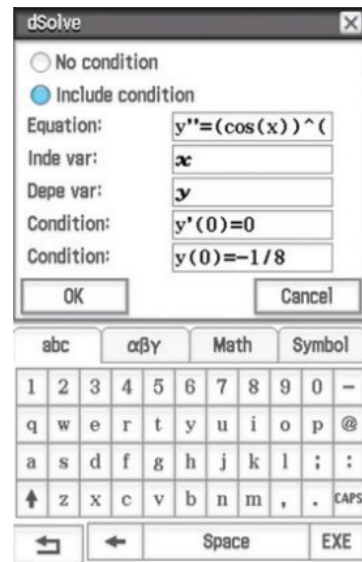 dSolve
No condition
Include condition
Equation: y''=(cos(x))^(
Inde var: x
Depe var: y
Condition: y'(0)=0
Condition: y(0)=-1/8
OK Cancel
abc αβγ Math Symbol
1 2 3 4 5 6 7 8 9 0 -
q w e r t y u i o p @
a s d f g h j k l ; :
z x c v b n m , . CAPS
Space EXE